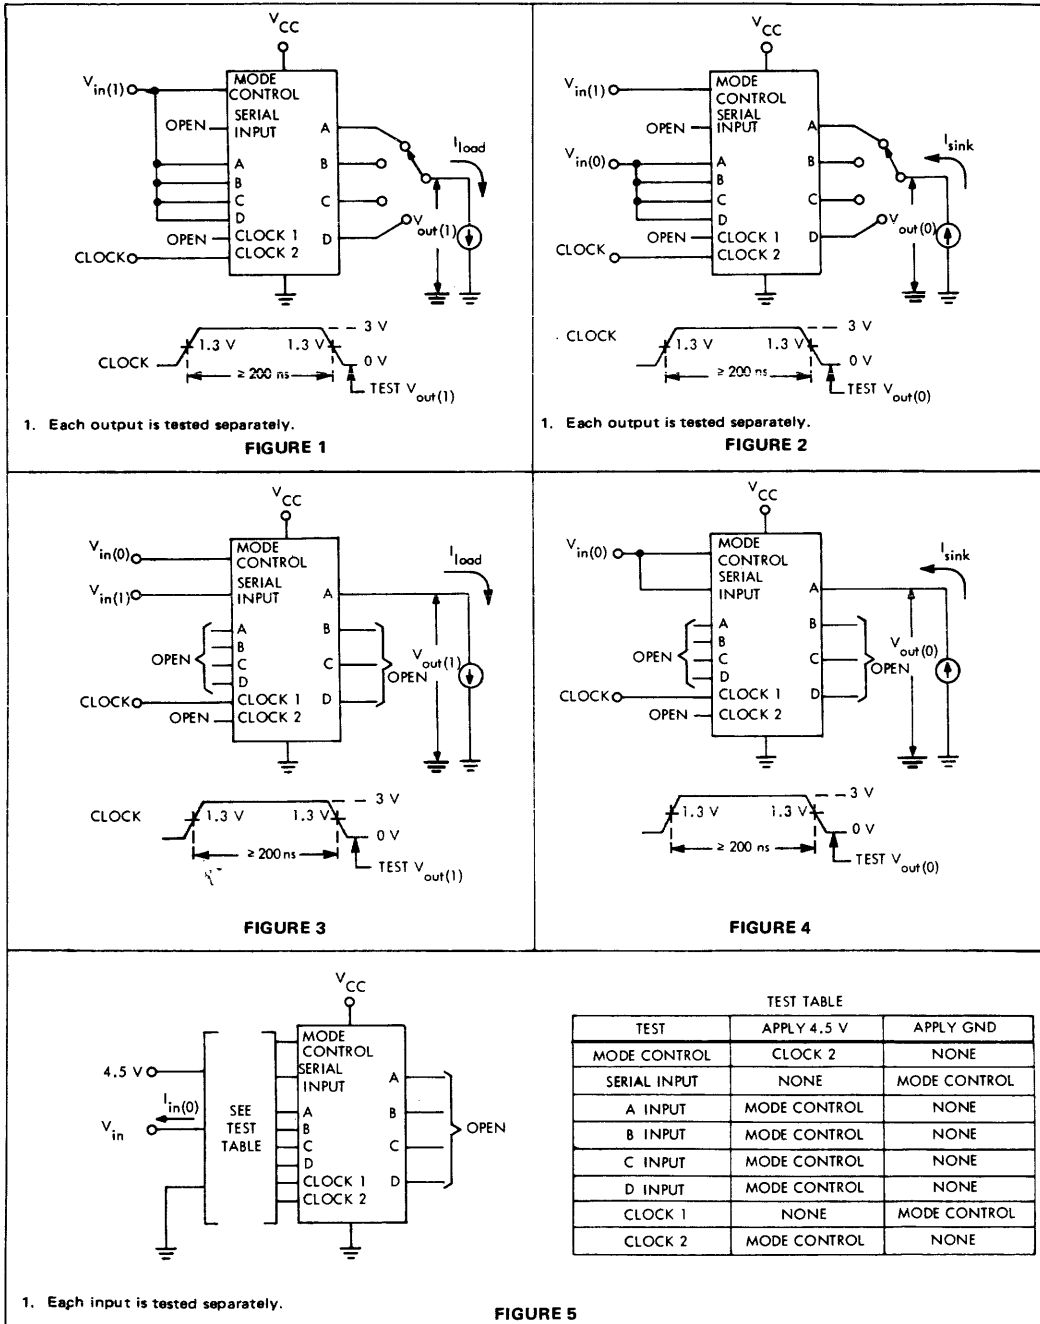 VCC
Vin(1)
MODE
CONTROL
SERIAL
INPUT
OPEN
A
B
C
D
OPEN
CLOCK 1
CLOCK
CLOCK 2
A
B
C
D
Iload
Vout(1)
CLOCK
1.3 V
1.3 V
3 V
0 V
≥ 200 ns
TEST Vout(1)
1. Each output is tested separately.
FIGURE 1
VCC
Vin(1)
MODE
CONTROL
SERIAL
INPUT
OPEN
Vin(0)
A
B
C
D
OPEN
CLOCK 1
CLOCK
CLOCK 2
A
B
C
D
Isink
Vout(0)
CLOCK
1.3 V
1.3 V
3 V
0 V
≥ 200 ns
TEST Vout(0)
1. Each output is tested separately.
FIGURE 2
VCC
Vin(0)
MODE
CONTROL
Vin(1)
SERIAL
INPUT
OPEN
A
B
C
D
CLOCK
CLOCK 1
OPEN
CLOCK 2
A
B
C
D
OPEN
Iload
Vout(1)
CLOCK
1.3 V
1.3 V
3 V
0 V
≥ 200 ns
TEST Vout(1)
FIGURE 3
VCC
Vin(0)
MODE
CONTROL
SERIAL
INPUT
OPEN
A
B
C
D
CLOCK
CLOCK 1
OPEN
CLOCK 2
A
B
C
D
OPEN
Isink
Vout(0)
1.3 V
1.3 V
3 V
0 V
≥ 200 ns
TEST Vout(0)
FIGURE 4
VCC
4.5 V
Iin(0)
Vin
SEE
TEST
TABLE
MODE
CONTROL
SERIAL
INPUT
A
B
C
D
CLOCK 1
CLOCK 2
A
B
C
D
OPEN
TEST TABLE
TEST APPLY 4.5 V APPLY GND
MODE CONTROL CLOCK 2 NONE
SERIAL INPUT NONE MODE CONTROL
A INPUT MODE CONTROL NONE
B INPUT MODE CONTROL NONE
C INPUT MODE CONTROL NONE
D INPUT MODE CONTROL NONE
CLOCK 1 NONE MODE CONTROL
CLOCK 2 MODE CONTROL NONE
1. Each input is tested separately.
FIGURE 5